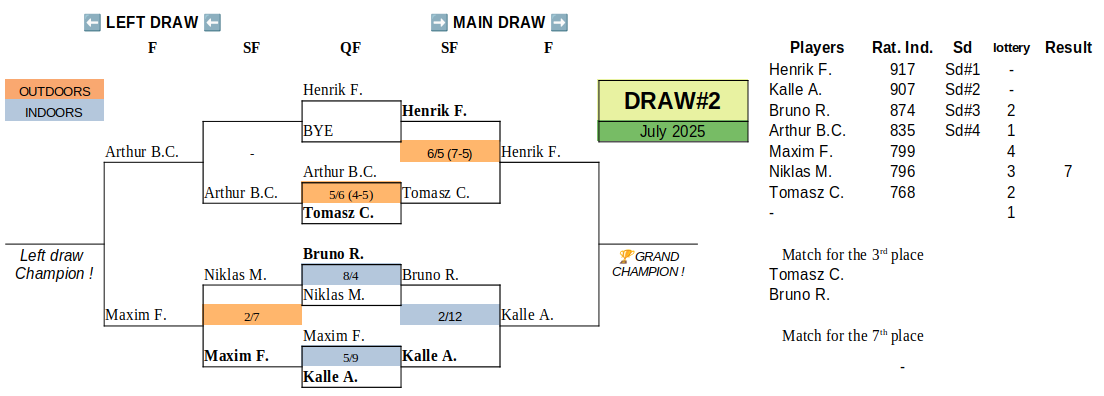 ⬅ LEFT DRAW ⬅ ➡ MAIN DRAW ➡
F SF QF SF F
Players Rat. Ind. Sd lottery Result
Henrik F. 917 Sd#1 -
OUTDOORS
Henrik F.
Kalle A. 907 Sd#2 -
INDOORS
Henrik F.
DRAW#2
Bruno R. 874 Sd#3 2
BYE
July 2025
Arthur B.C. 835 Sd#4 1
Arthur B.C.
-
6/5 (7-5)
Henrik F.
Maxim F. 799 4
Arthur B.C.
Niklas M. 796 3 7
Arthur B.C.
5/6 (4-5)
Tomasz C.
Tomasz C. 768 2
Tomasz C.
- 1
Left draw
Champion !
Bruno R.
🏆GRAND
CHAMPION !
Match for the 3rd place
Niklas M.
8/4
Bruno R.
Tomasz C.
Niklas M.
Bruno R.
Maxim F.
2/7
2/12
Kalle A.
Maxim F.
Match for the 7th place
Maxim F.
5/9
Kalle A.
-
Kalle A.